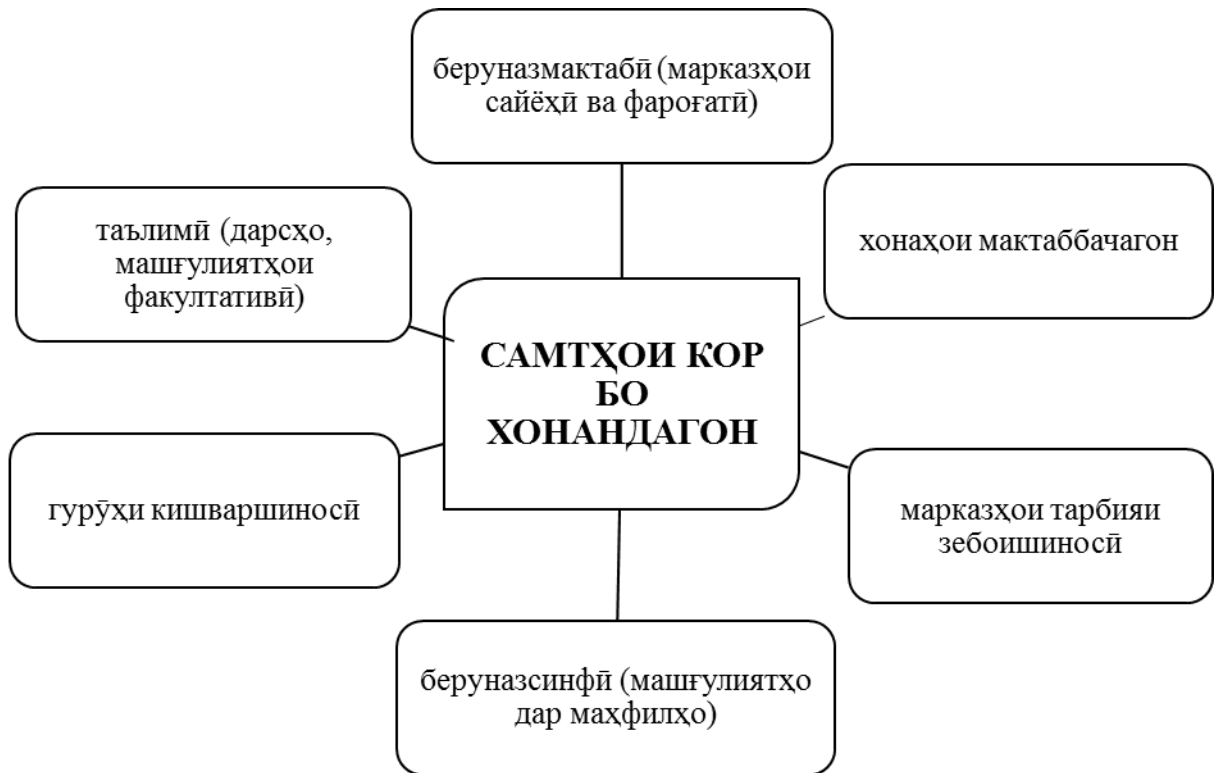 беруназмактабӣ (марказҳои
сайёҳӣ ва фароғатӣ)
таълимӣ (дарсҳо,
машғулиятҳои
факултативӣ)
хонаҳои мактаббачагон
САМТҲОИ КОР
БО
ХОНАНДАГОН
гурӯҳи кишваршиносӣ
марказҳои тарбияи
зебоишиносӣ
беруназсинфӣ (машғулиятҳо
дар маҳфилҳо)